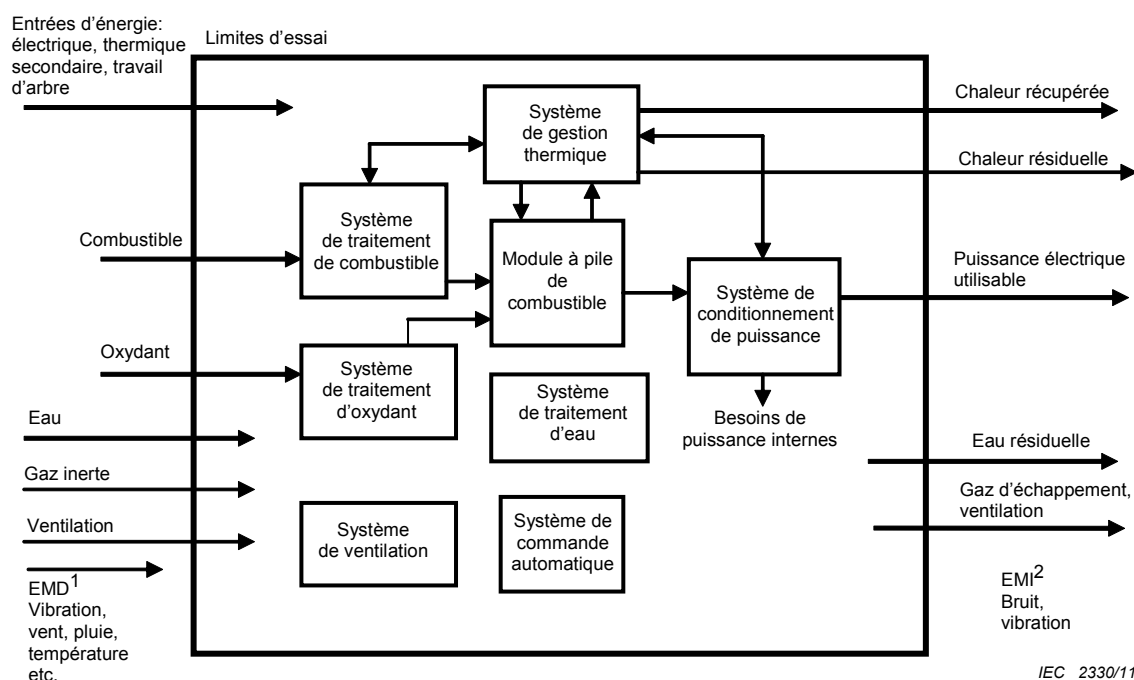 Entrées d'énergie:
électrique, thermique
secondaire, travail
d'arbre
Limites d'essai
Système
de gestion
thermique
Chaleur récupérée
Chaleur résiduelle
Combustible
Système
de traitement
de combustible
Module à pile
de
combustible
Système de
conditionnement
de puissance
Puissance électrique
utilisable
Oxydant
Système
de traitement
d'oxydant
Système
de traitement
d'eau
Besoins de
puissance internes
Eau
Gaz inerte
Ventilation
Eau résiduelle
Gaz d'échappement,
ventilation
Système
de ventilation
Système de
commande
automatique
EMD1
Vibration,
vent, pluie,
température
etc.
EMI2
Bruit,
vibration
IEC 2330/11